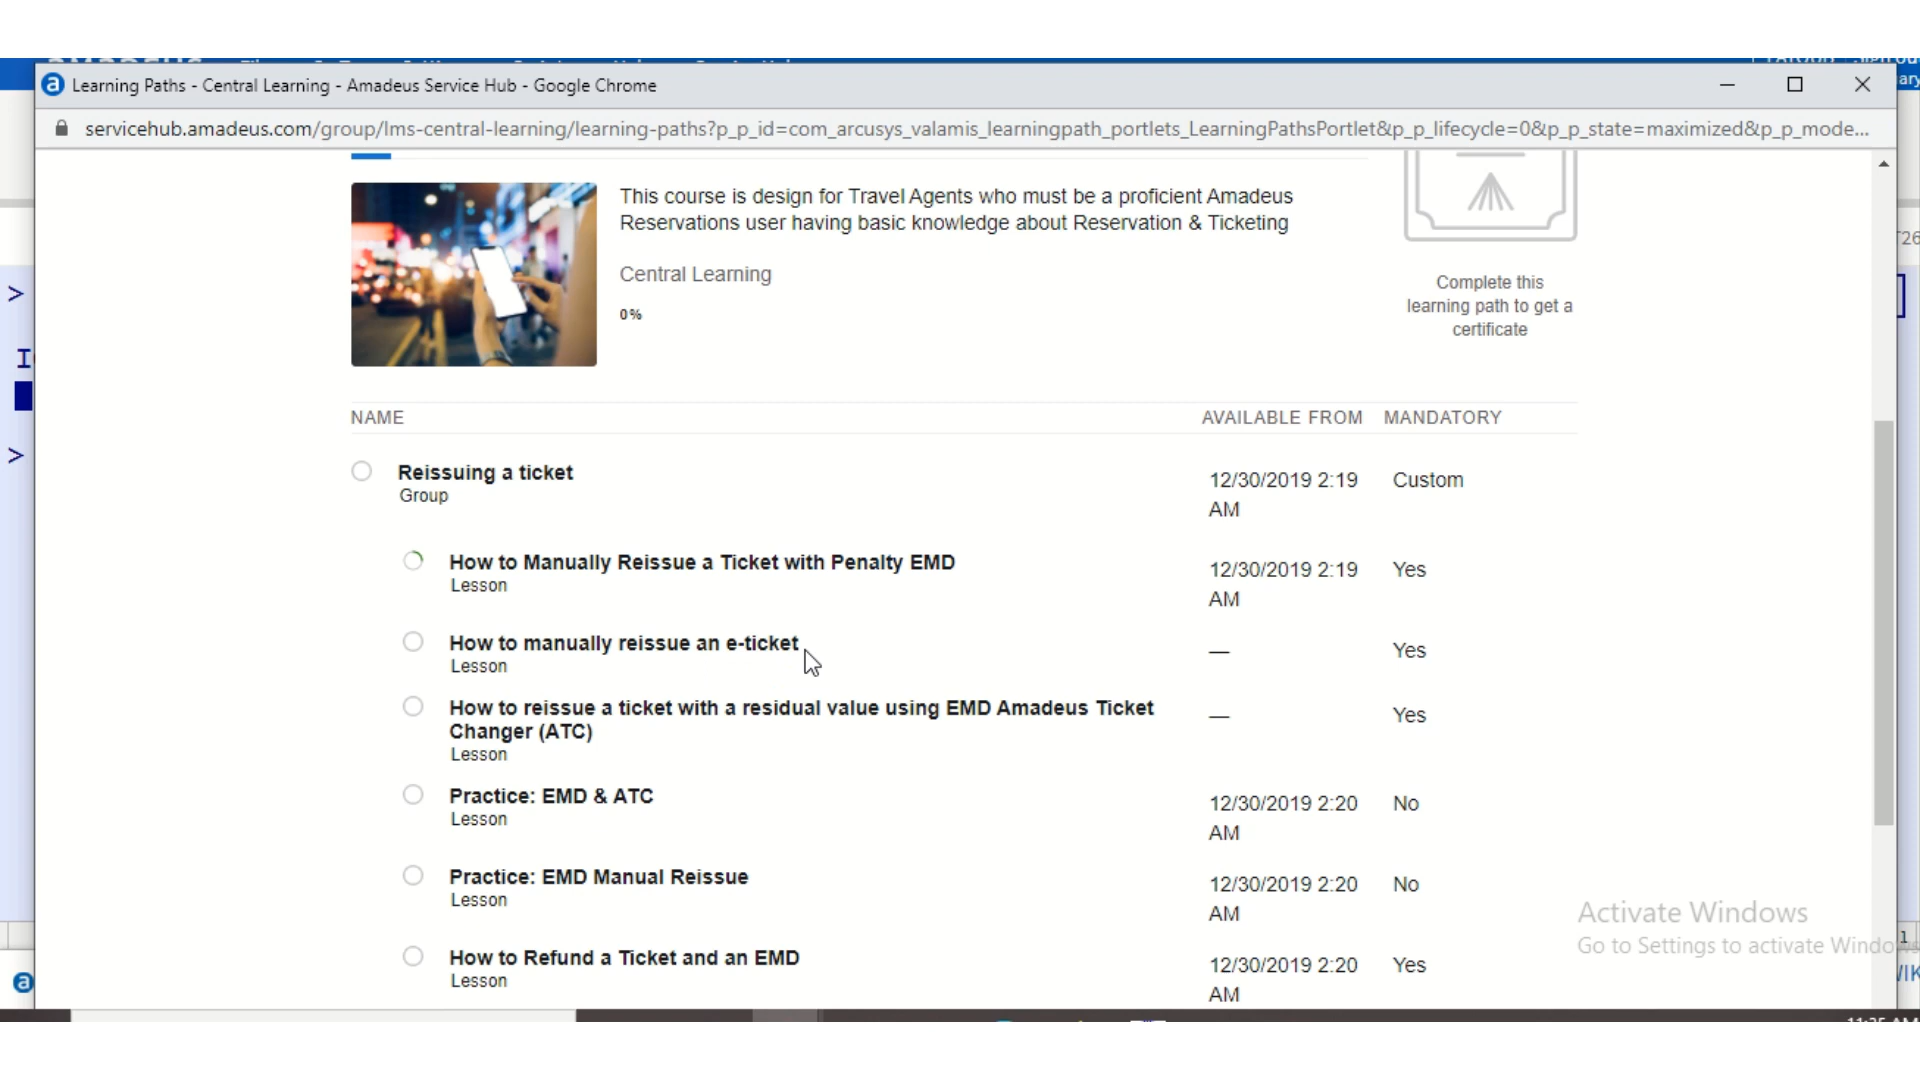 Learning Paths - Central Learning - Amadeus Service Hub - Google Chrome
servicehub.amadeus.com/group/lms-central-learning/learning-paths?p_p_id=com_arcusys_valamis_learningpath_portlets_LearningPathsPortlet&p_p_lifecycle=0&p_p_state=maximized&p_p_mode...
This course is design for Travel Agents who must be a proficient Amadeus
Reservations user having basic knowledge about Reservation & Ticketing
Central Learning
0%
Complete this
learning path to get a
certificate
NAME AVAILABLE FROM MANDATORY
Reissuing a ticket
Group
12/30/2019 2:19
AM
Custom
How to Manually Reissue a Ticket with Penalty EMD
Lesson
12/30/2019 2:19
AM
Yes
How to manually reissue an e-ticket
Lesson
— Yes
How to reissue a ticket with a residual value using EMD Amadeus Ticket
Changer (ATC)
Lesson
— Yes
Practice: EMD & ATC
Lesson
12/30/2019 2:20
AM
No
Practice: EMD Manual Reissue
Lesson
12/30/2019 2:20
AM
No
How to Refund a Ticket and an EMD
Lesson
12/30/2019 2:20
AM
Yes
Activate Windows
Go to Settings to activate Windows